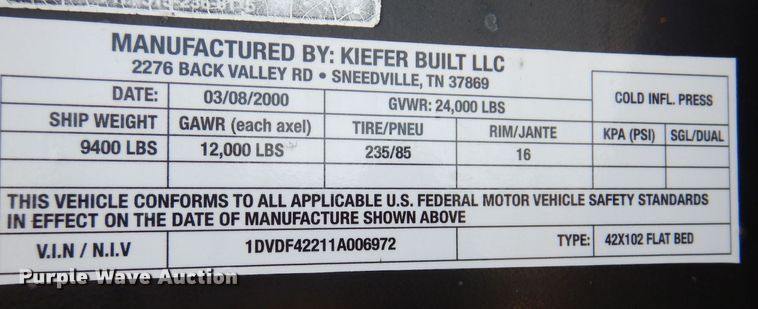 MANUFACTURED BY: KIEFER BUILT LLC
2276 BACK VALLEY RD • SNEEDVILLE, TN 37869
DATE: 03/08/2000 GVWR: 24,000 LBS COLD INFL. PRESS
SHIP WEIGHT GAWR (each axel) TIRE/PNEU RIM/JANTE KPA (PSI) SGL/DUAL
9400 LBS 12,000 LBS 235/85 16
THIS VEHICLE CONFORMS TO ALL APPLICABLE U.S. FEDERAL MOTOR VEHICLE SAFETY STANDARDS
IN EFFECT ON THE DATE OF MANUFACTURE SHOWN ABOVE
V.I.N / N.I.V 1DVDF42211A006972 TYPE: 42X102 FLAT BED
Purple Wave Auction